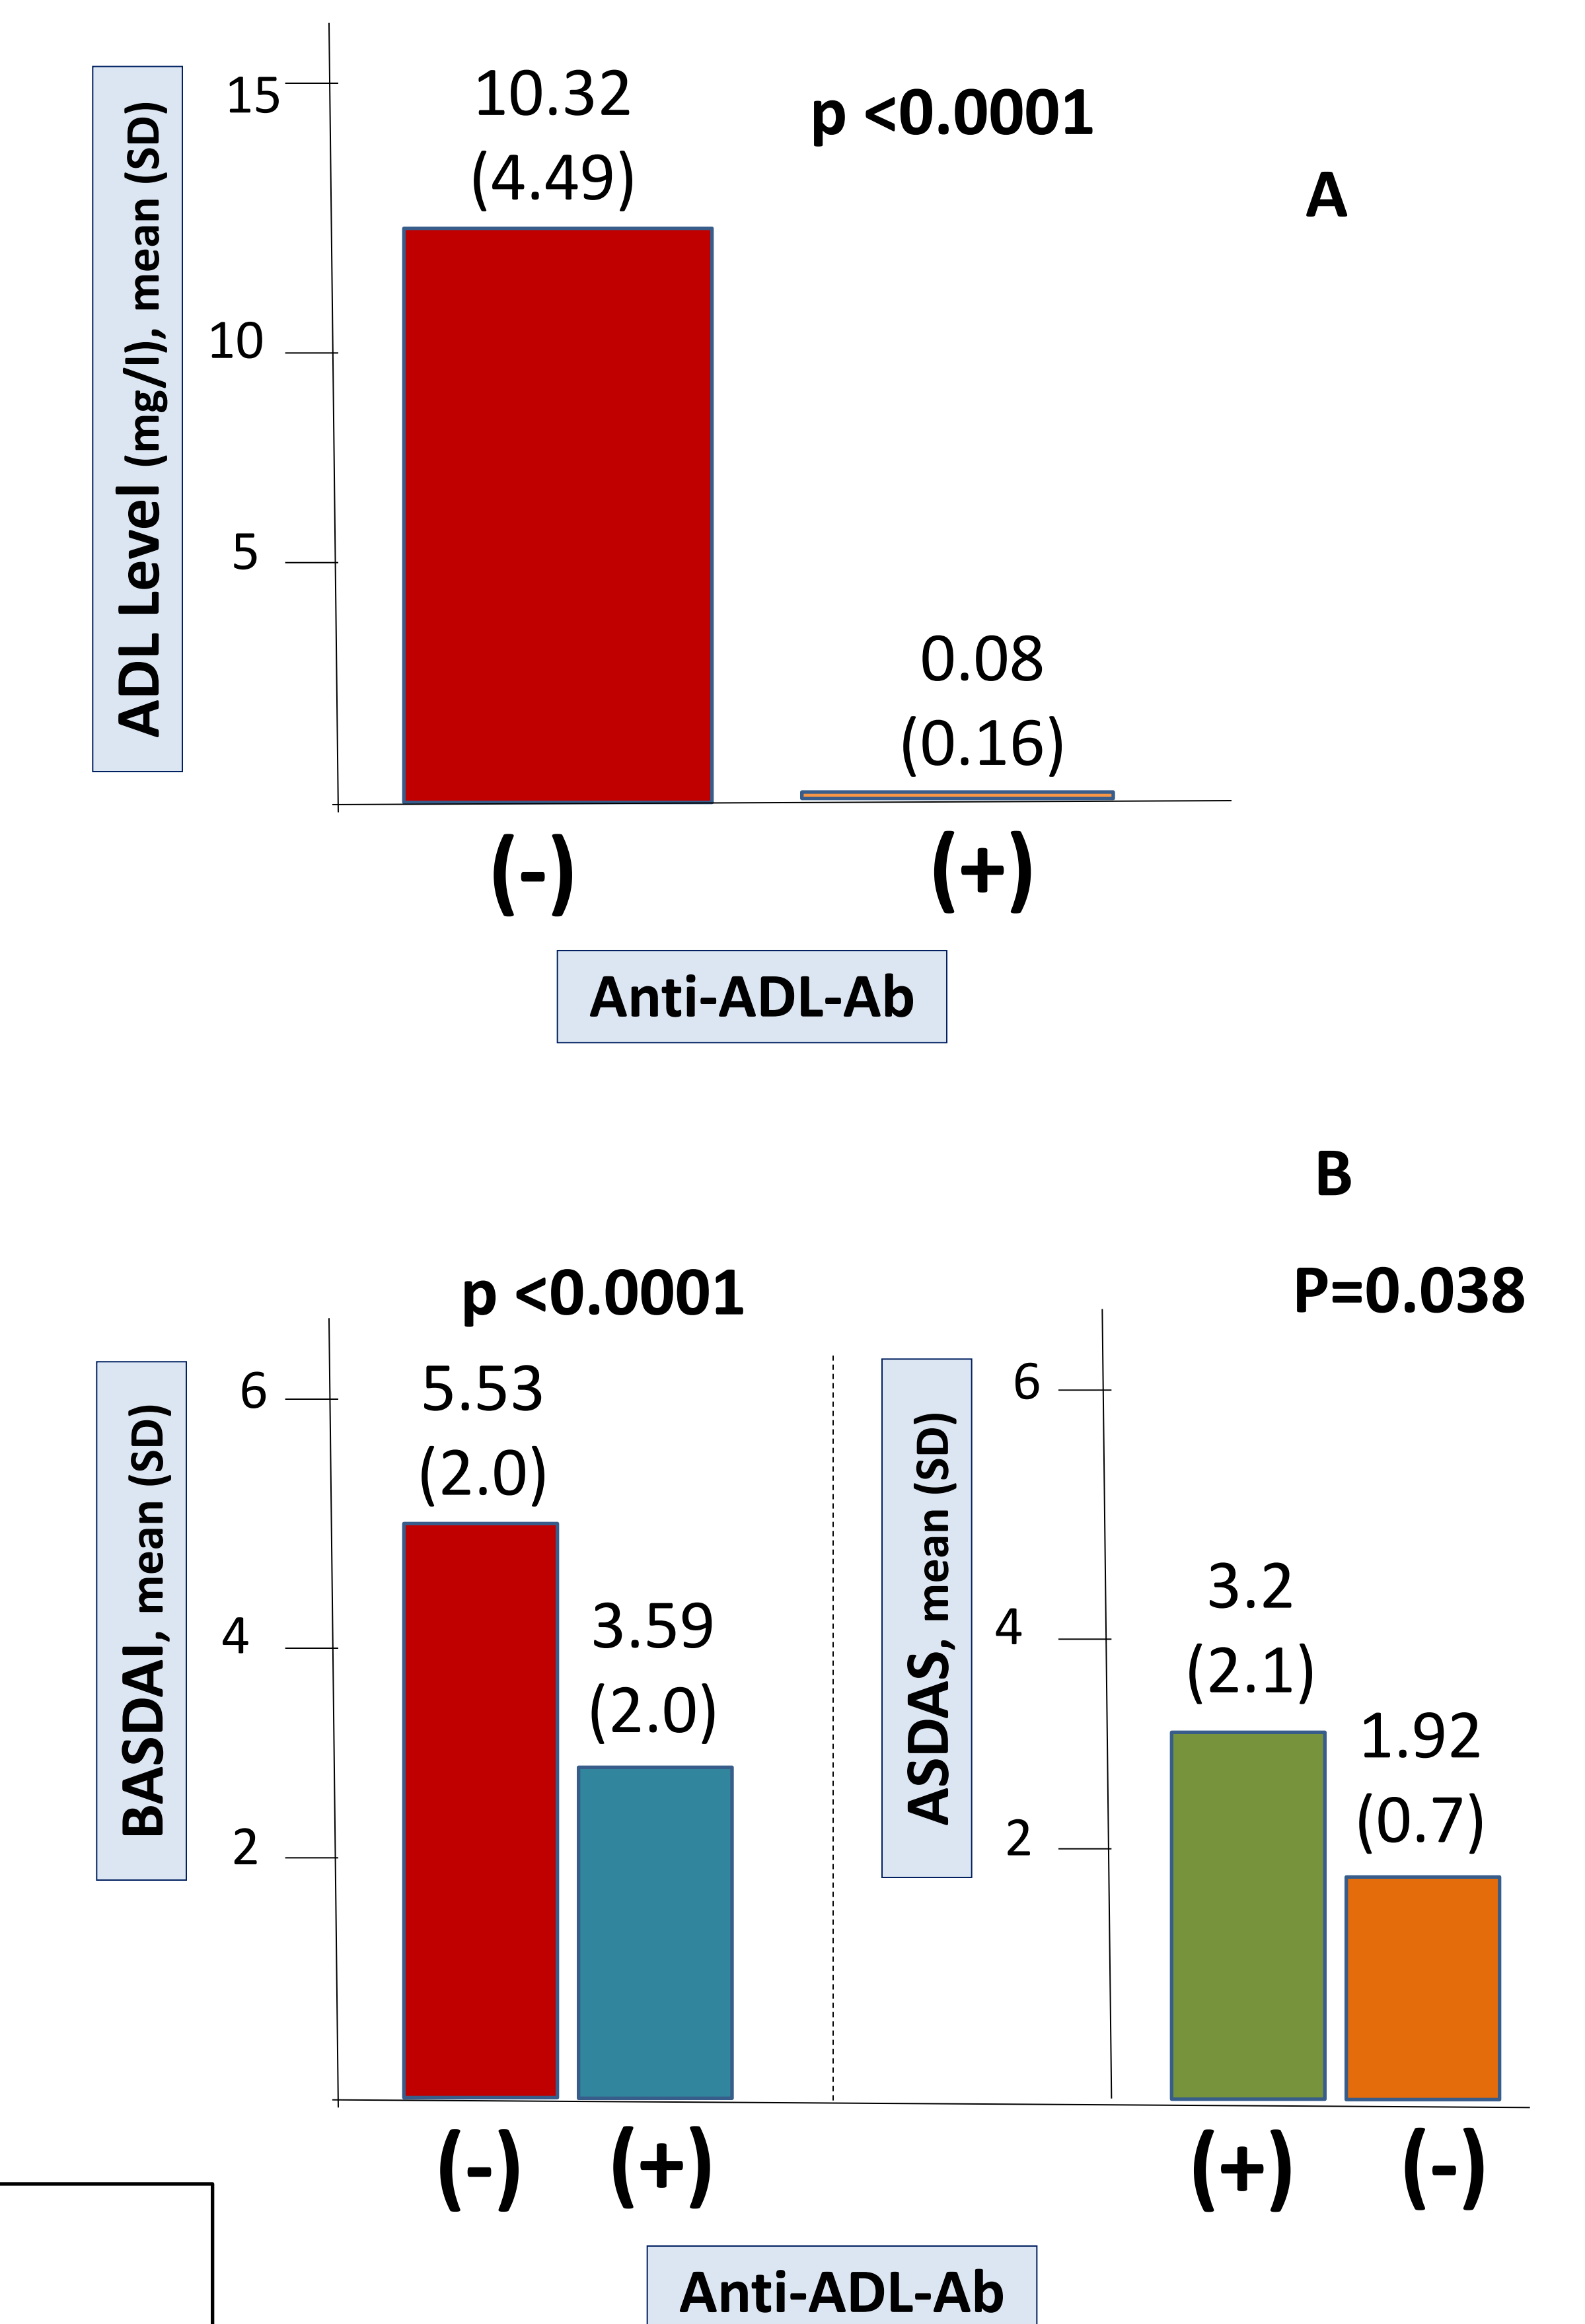 ADL Level (mg/l), mean (SD)
15
10
5
10.32
(4.49)
p <0.0001
A
0.08
(0.16)
(-)
(+)
Anti-ADL-Ab
B
p <0.0001
BASDAI, mean (SD)
6
4
2
5.53
(2.0)
3.59
(2.0)
(-)
(+)
P=0.038
ASDAS, mean (SD)
6
4
2
3.2
(2.1)
1.92
(0.7)
(+)
(-)
Anti-ADL-Ab